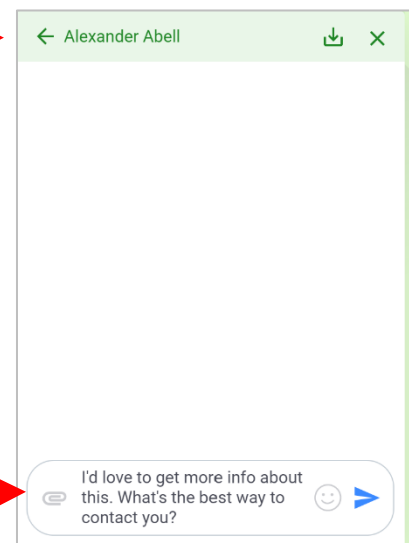 Alexander Abell
I'd love to get more info about
this. What's the best way to
contact you?